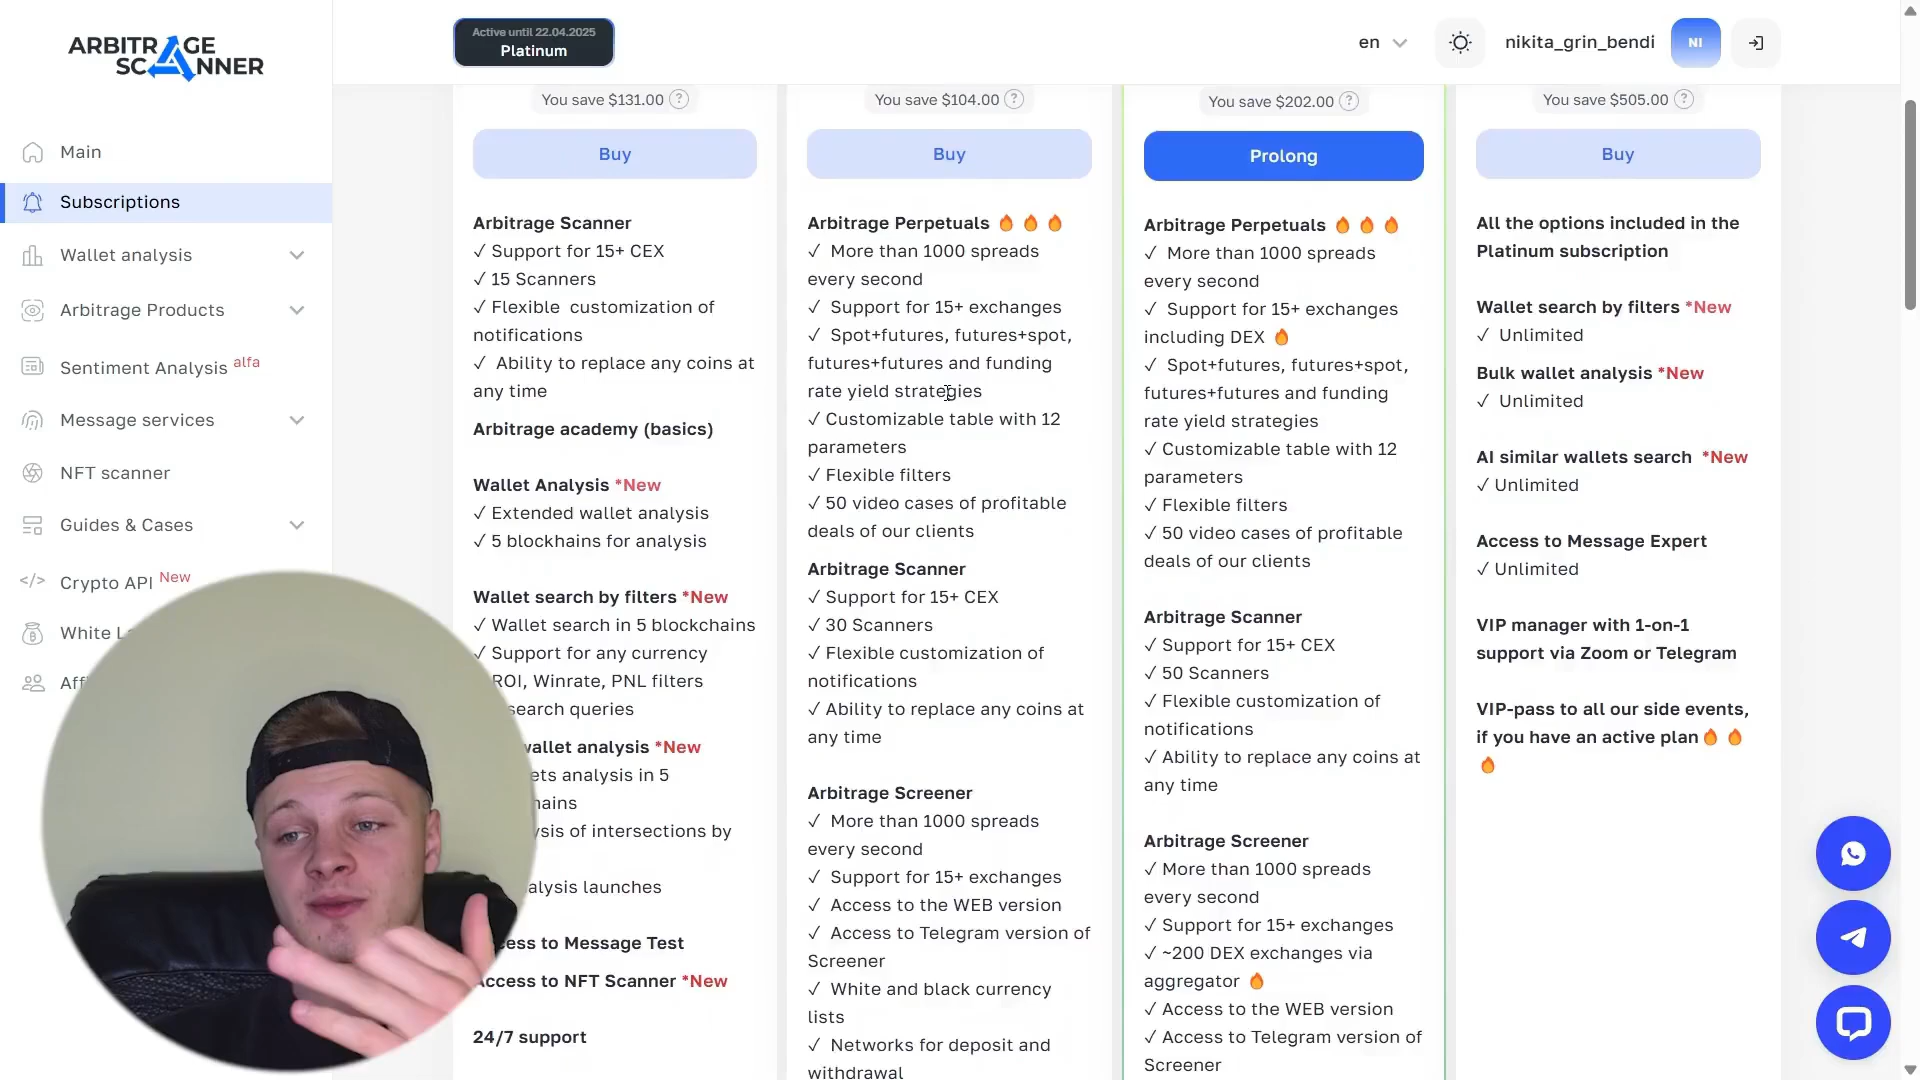 ARBITRAGE
SCANNER
Active until 22.04.2025
Platinum
en
nikita_grin_bendi
NI
Main
Subscriptions
Wallet analysis
Arbitrage Products
Sentiment Analysis alfa
Message services
NFT scanner
Guides & Cases
Crypto API New
White La
Aff
You save $131.00 ?
Buy
Arbitrage Scanner
✓ Support for 15+ CEX
✓ 15 Scanners
✓ Flexible customization of
notifications
✓ Ability to replace any coins at
any time
Arbitrage academy (basics)
Wallet Analysis *New
✓ Extended wallet analysis
✓ 5 blockhains for analysis
Wallet search by filters *New
✓ Wallet search in 5 blockchains
✓ Support for any currency
ROI, Winrate, PNL filters
search queries
wallet analysis *New
ets analysis in 5
hains
ysis of intersections by
alysis launches
cess to Message Test
ccess to NFT Scanner *New
24/7 support
You save $104.00 ?
Buy
Arbitrage Perpetuals 🔥 🔥 🔥
✓ More than 1000 spreads
every second
✓ Support for 15+ exchanges
✓ Spot+futures, futures+spot,
futures+futures and funding
rate yield strategies
✓ Customizable table with 12
parameters
✓ Flexible filters
✓ 50 video cases of profitable
deals of our clients
Arbitrage Scanner
✓ Support for 15+ CEX
✓ 30 Scanners
✓ Flexible customization of
notifications
✓ Ability to replace any coins at
any time
Arbitrage Screener
✓ More than 1000 spreads
every second
✓ Support for 15+ exchanges
✓ Access to the WEB version
✓ Access to Telegram version of
Screener
✓ White and black currency
lists
✓ Networks for deposit and
withdrawal
You save $202.00 ?
Prolong
Arbitrage Perpetuals 🔥 🔥 🔥
✓ More than 1000 spreads
every second
✓ Support for 15+ exchanges
including DEX 🔥
✓ Spot+futures, futures+spot,
futures+futures and funding
rate yield strategies
✓ Customizable table with 12
parameters
✓ Flexible filters
✓ 50 video cases of profitable
deals of our clients
Arbitrage Scanner
✓ Support for 15+ CEX
✓ 50 Scanners
✓ Flexible customization of
notifications
✓ Ability to replace any coins at
any time
Arbitrage Screener
✓ More than 1000 spreads
every second
✓ Support for 15+ exchanges
✓ ~200 DEX exchanges via
aggregator 🔥
✓ Access to the WEB version
✓ Access to Telegram version of
Screener
You save $505.00 ?
Buy
All the options included in the
Platinum subscription
Wallet search by filters *New
✓ Unlimited
Bulk wallet analysis *New
✓ Unlimited
AI similar wallets search *New
✓ Unlimited
Access to Message Expert
✓ Unlimited
VIP manager with 1-on-1
support via Zoom or Telegram
VIP-pass to all our side events,
if you have an active plan 🔥 🔥
🔥